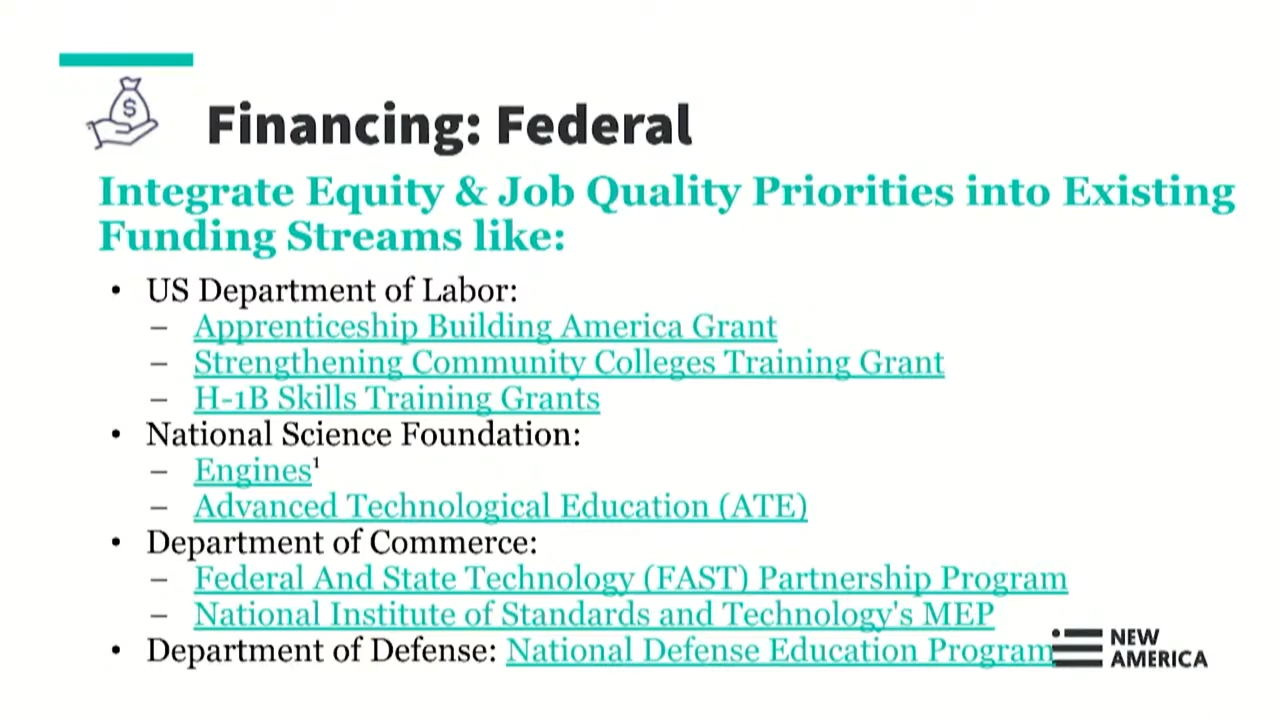 Financing: Federal
Integrate Equity & Job Quality Priorities into Existing
Funding Streams like:
• US Department of Labor:
– Apprenticeship Building America Grant
– Strengthening Community Colleges Training Grant
– H-1B Skills Training Grants
• National Science Foundation:
– Engines¹
– Advanced Technological Education (ATE)
• Department of Commerce:
– Federal And State Technology (FAST) Partnership Program
– National Institute of Standards and Technology's MEP
• Department of Defense: National Defense Education Program
NEW
AMERICA
$